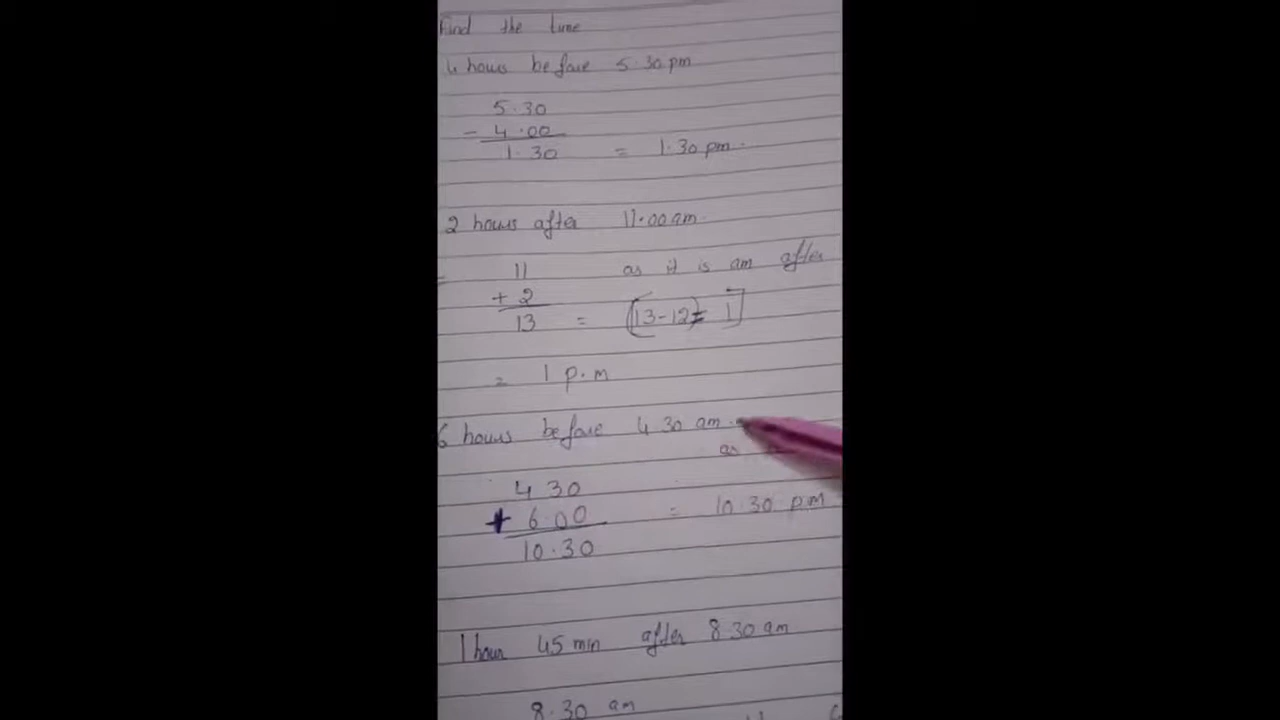 Find the time
4 hours before 5.30 pm
5.30
- 4.00
1.30 = 1.30 pm.
2 hours after 11.00 am.
= 11 as it is am after
+ 2
13 = [(13-12) = 1]
= 1 p.m
6 hours before 4 30 am.
as
4 30
+ 6.00 = 10.30 pm
10.30
1 hour 45 min after 8.30 am
8.30 am